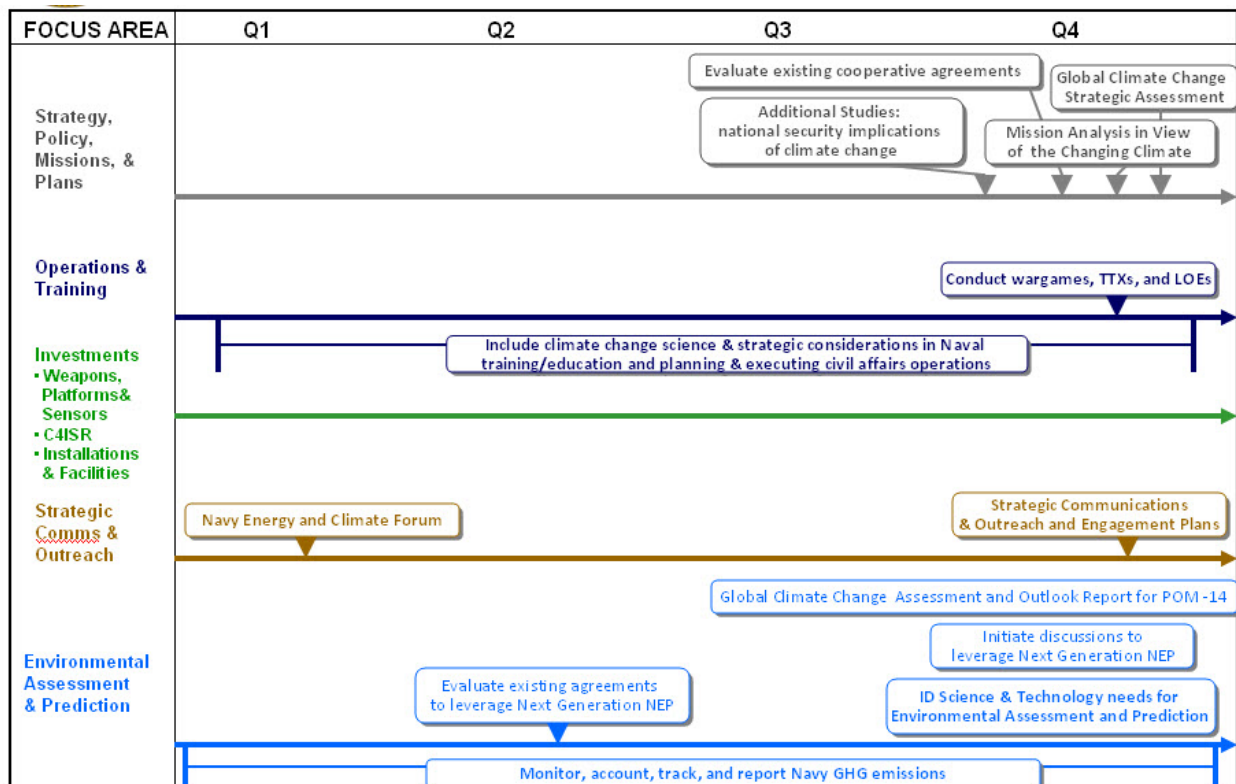 FOCUS AREA Q1 Q2 Q3 Q4
Strategy,
Policy,
Missions, &
Plans
Evaluate existing cooperative agreements
Global Climate Change
Strategic Assessment
Additional Studies:
national security implications
of climate change
Mission Analysis in View
of the Changing Climate
Operations &
Training
Conduct wargames, TTXs, and LOEs
Include climate change science & strategic considerations in Naval
training/education and planning & executing civil affairs operations
Investments
▪ Weapons,
Platforms&
Sensors
▪ C4ISR
▪ Installations
& Facilities
Strategic
Comms &
Outreach
Navy Energy and Climate Forum
Strategic Communications
& Outreach and Engagement Plans
Environmental
Assessment
& Prediction
Global Climate Change Assessment and Outlook Report for POM -14
Initiate discussions to
leverage Next Generation NEP
Evaluate existing agreements
to leverage Next Generation NEP
ID Science & Technology needs for
Environmental Assessment and Prediction
Monitor, account, track, and report Navy GHG emissions